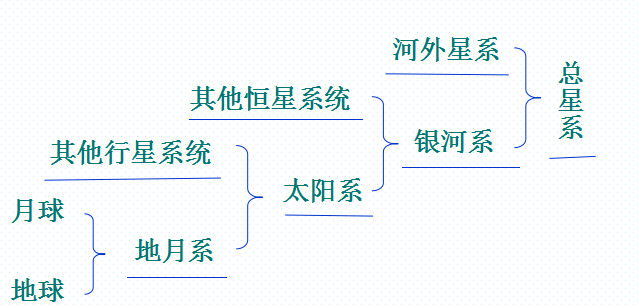 河外星系
总星系
其他恒星系统
银河系
其他行星系统
太阳系
月球
地月系
地球